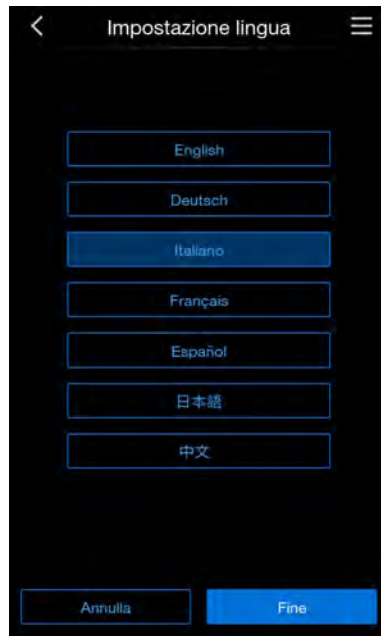 Impostazione lingua
English
Deutsch
Italiano
Français
Español
日本語
中文
Annulla Fine